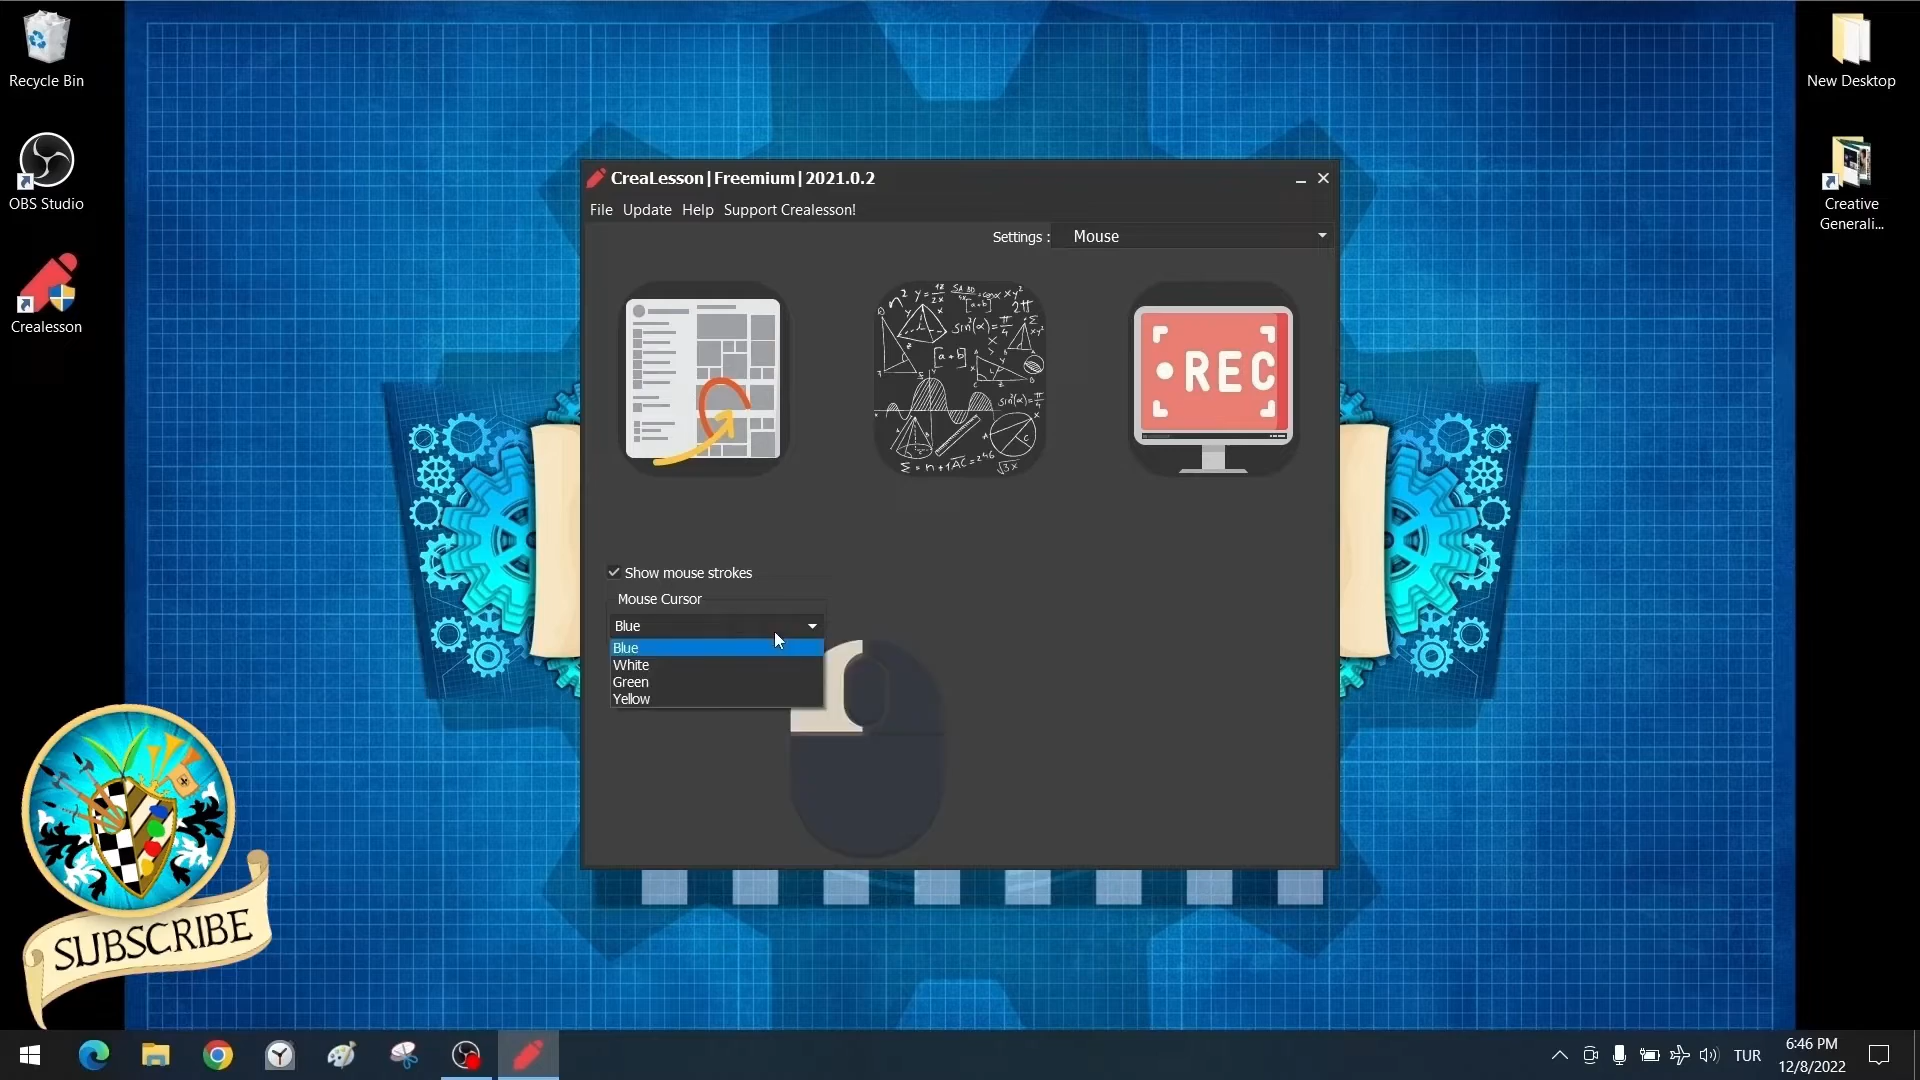 Recycle Bin
OBS Studio
Crealesson
New Desktop
Creative
Generali...
CreaLesson|Freemium|2021.0.2
File Update Help Support Crealesson!
Settings : Mouse
REC
Show mouse strokes
Mouse Cursor
Blue
Blue
White
Green
Yellow
SUBSCRIBE
TUR
6:46 PM
12/8/2022